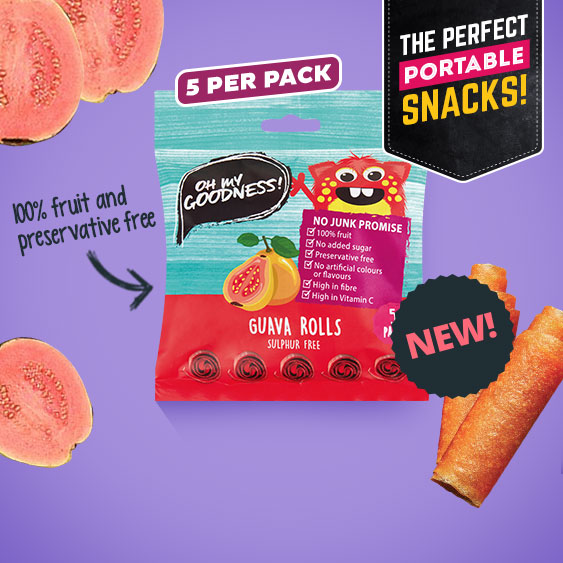 THE PERFECT
PORTABLE
SNACKS!
5 PER PACK
OH MY
GOODNESS!
100% fruit and
preservative free
NO JUNK PROMISE
100% fruit
No added sugar
Preservative free
No artificial colours
or flavours
High in fibre
High in Vitamin C
GUAVA ROLLS
SULPHUR FREE
5
NEW!